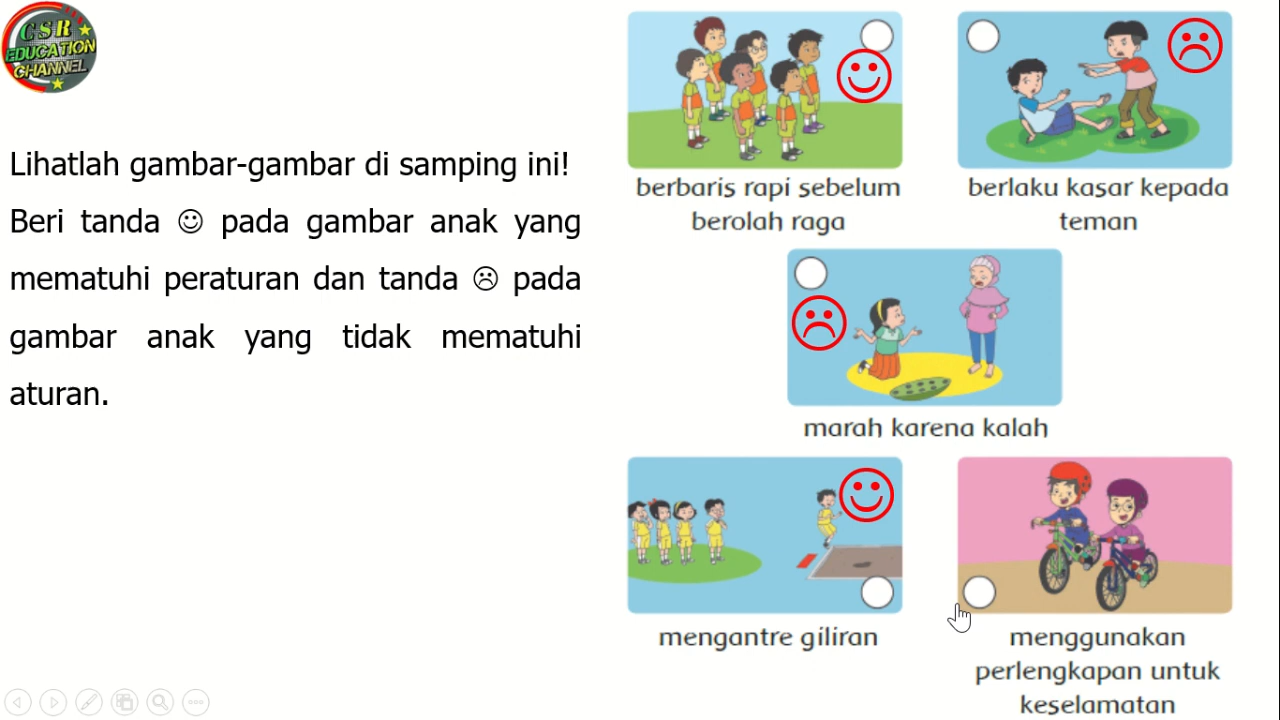 CSR
EDUCATION
CHANNEL
Lihatlah gambar-gambar di samping ini!
Beri tanda ☺ pada gambar anak yang
mematuhi peraturan dan tanda ☹ pada
gambar anak yang tidak mematuhi
aturan.
berbaris rapi sebelum
berolah raga
berlaku kasar kepada
teman
marah karena kalah
mengantre giliran
menggunakan
perlengkapan untuk
keselamatan